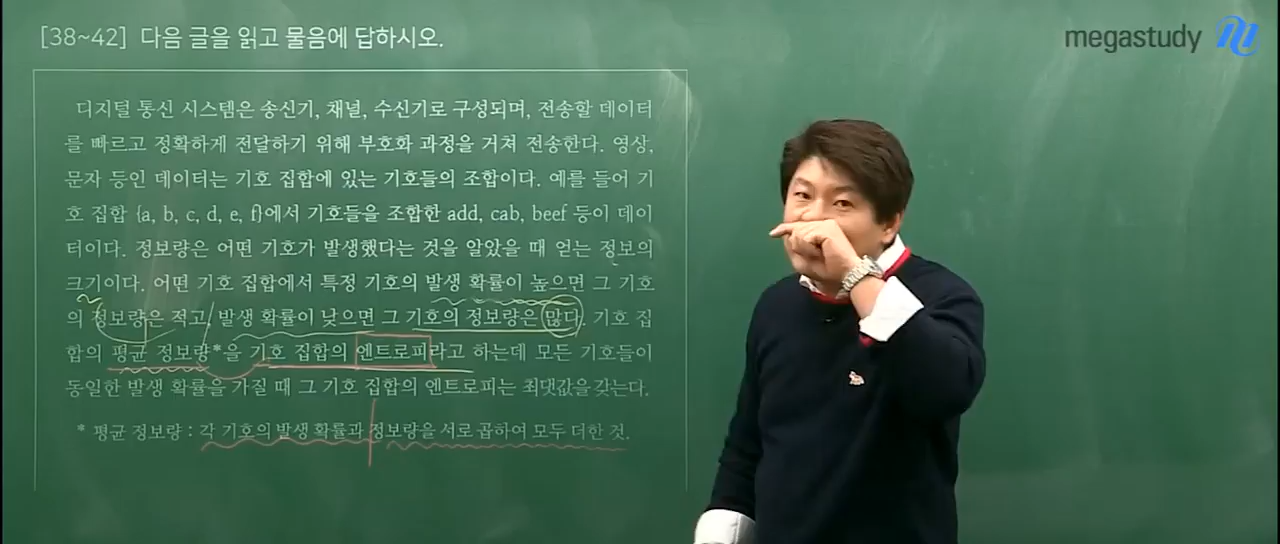 [38~42] 다음 글을 읽고 물음에 답하시오.
megastudy
디지털 통신 시스템은 송신기, 채널, 수신기로 구성되며, 전송할 데이터
를 빠르고 정확하게 전달하기 위해 부호화 과정을 거쳐 전송한다. 영상,
문자 등인 데이터는 기호 집합에 있는 기호들의 조합이다. 예를 들어 기
호 집합 {a, b, c, d, e, f}에서 기호들을 조합한 add, cab, beef 등이 데이
터이다. 정보량은 어떤 기호가 발생했다는 것을 알았을 때 얻는 정보의
크기이다. 어떤 기호 집합에서 특정 기호의 발생 확률이 높으면 그 기호
의 정보량은 적고, 발생 확률이 낮으면 그 기호의 정보량은 많다. 기호 집
합의 평균 정보량*을 기호 집합의 엔트로피라고 하는데 모든 기호들이
동일한 발생 확률을 가질 때 그 기호 집합의 엔트로피는 최댓값을 갖는다.
* 평균 정보량 : 각 기호의 발생 확률과 정보량을 서로 곱하여 모두 더한 것.